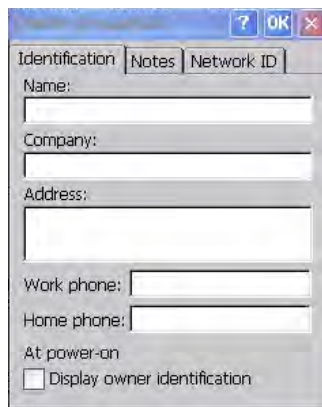 ? OK ×
Identification Notes Network ID
Name:
Company:
Address:
Work phone:
Home phone:
At power-on
Display owner identification